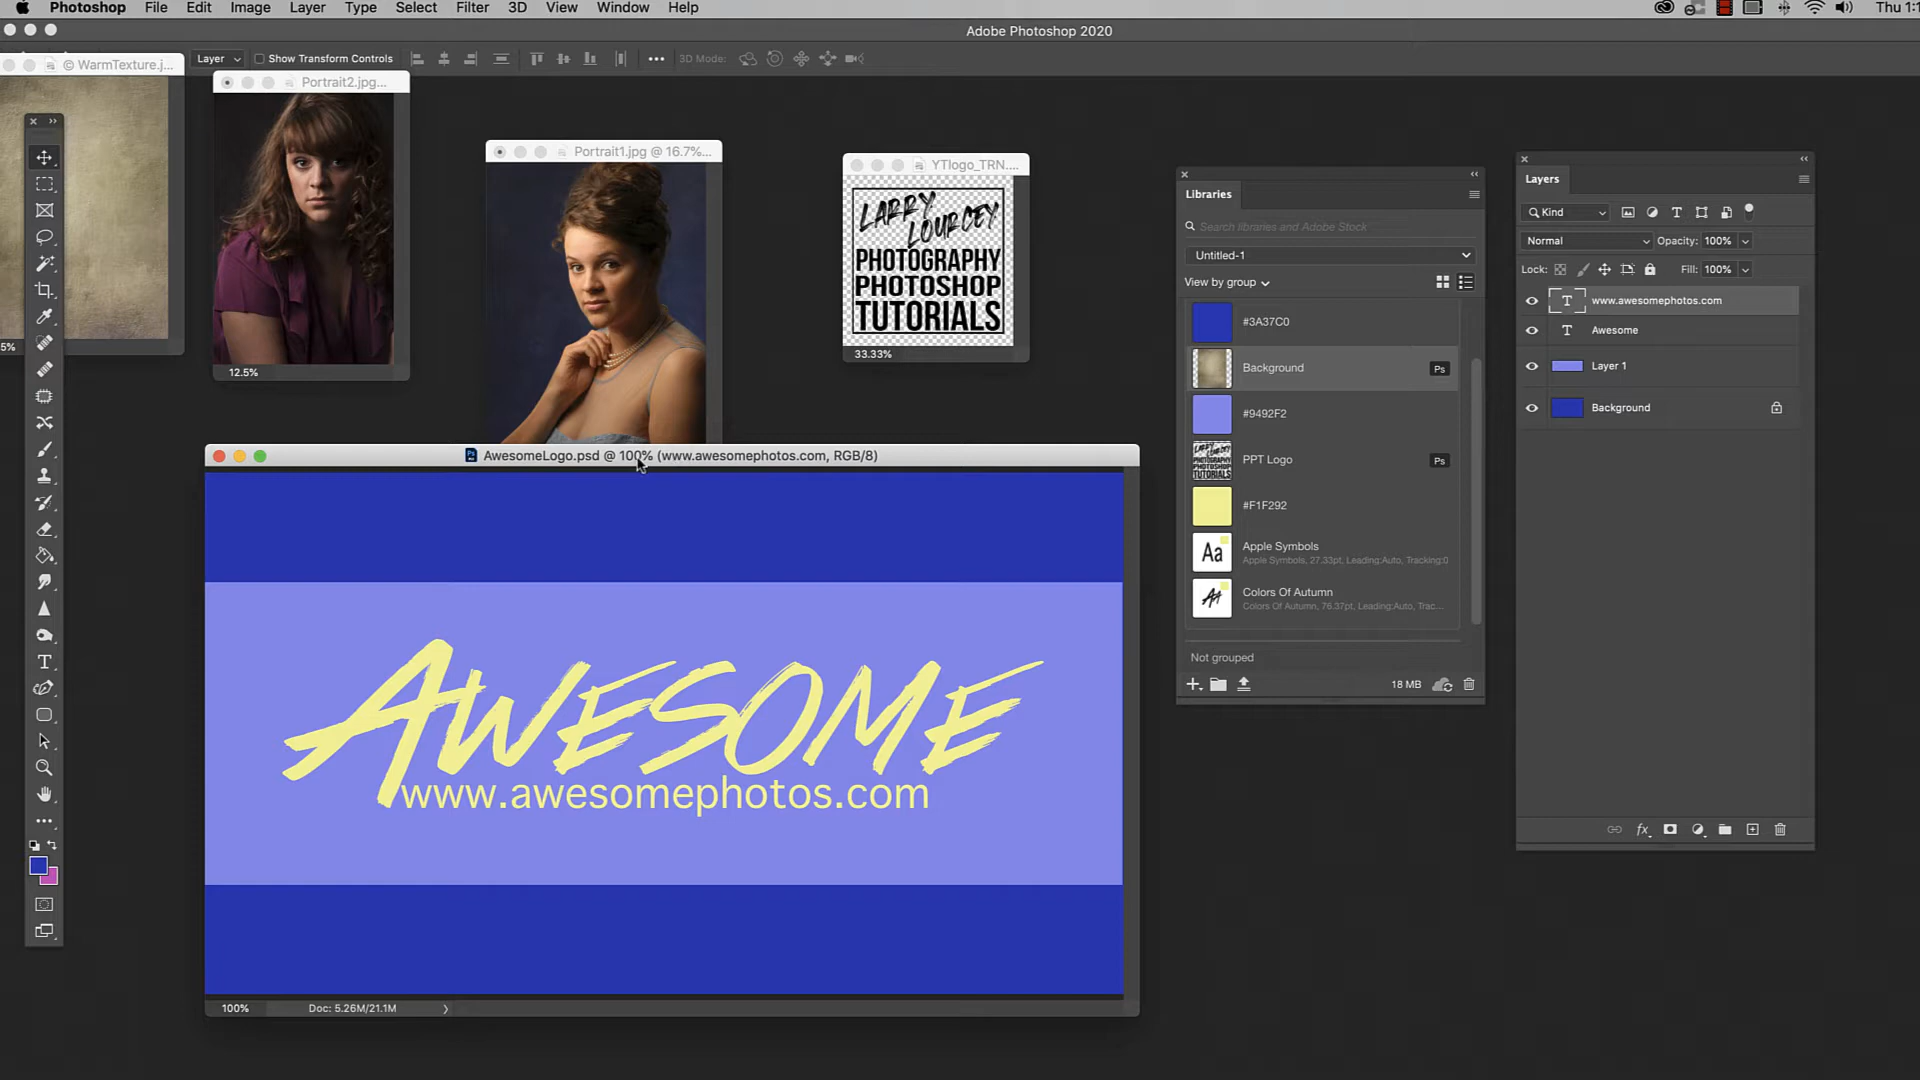 Photoshop File Edit Image Layer Type Select Filter 3D View Window Help
Thu 1:1
Adobe Photoshop 2020
Layer Show Transform Controls 3D Mode:
© WarmTexture.j...
5%
Portrait2.jpg...
12.5%
Portrait1.jpg @ 16.7%...
YTlogo_TRN....
LARRY
LOURCEY
PHOTOGRAPHY
PHOTOSHOP
TUTORIALS
33.33%
AwesomeLogo.psd @ 100% (www.awesomephotos.com, RGB/8)
AWESOME
www.awesomephotos.com
100% Doc: 5.26M/21.1M
Libraries
Search libraries and Adobe Stock
Untitled-1
View by group
#3A37C0
Background Ps
#9492F2
PPT Logo Ps
#F1F292
Aa
Apple Symbols
Apple Symbols, 27.33pt, Leading:Auto, Tracking:0
Colors Of Autumn
Colors Of Autumn, 76.37pt, Leading:Auto, Trac...
Not grouped
18 MB
Layers
Kind
Normal Opacity: 100%
Lock: Fill: 100%
www.awesomephotos.com
Awesome
Layer 1
Background
fx